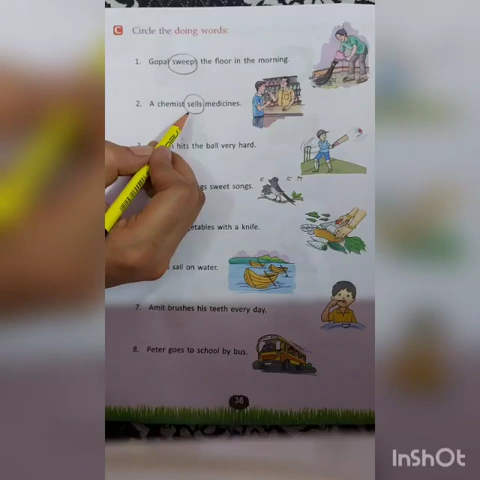 C Circle the doing words:
1. Gopal sweeps the floor in the morning.
2. A chemist sells medicines.
hits the ball very hard.
gs sweet songs.
getables with a knife.
sail on water.
7. Amit brushes his teeth every day.
8. Peter goes to school by bus.
38
InShOt